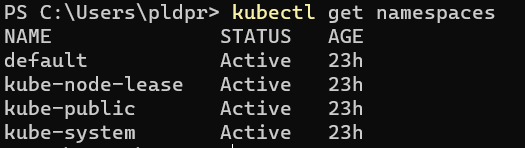 PS C:\Users\pldpr> kubectl get namespaces
NAME STATUS AGE
default Active 23h
kube-node-lease Active 23h
kube-public Active 23h
kube-system Active 23h